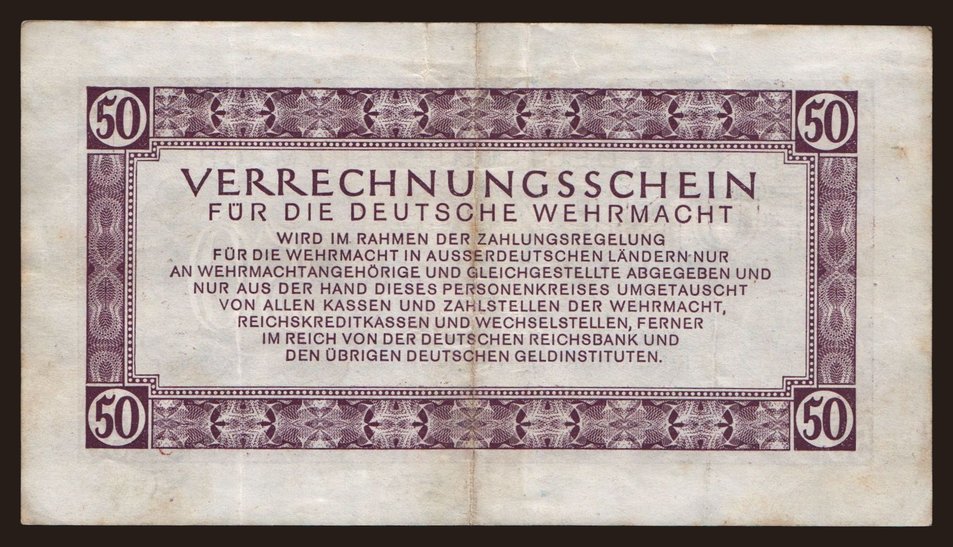 50 50
VERRECHNUNGSSCHEIN
FÜR DIE DEUTSCHE WEHRMACHT
WIRD IM RAHMEN DER ZAHLUNGSREGELUNG
FÜR DIE WEHRMACHT IN AUSSERDEUTSCHEN LÄNDERN NUR
AN WEHRMACHTANGEHÖRIGE UND GLEICHGESTELLTE ABGEGEBEN UND
NUR AUS DER HAND DIESES PERSONENKREISES UMGETAUSCHT
VON ALLEN KASSEN UND ZAHLSTELLEN DER WEHRMACHT,
REICHSKREDITKASSEN UND WECHSELSTELLEN, FERNER
IM REICH VON DER DEUTSCHEN REICHSBANK UND
DEN ÜBRIGEN DEUTSCHEN GELDINSTITUTEN.
50 50